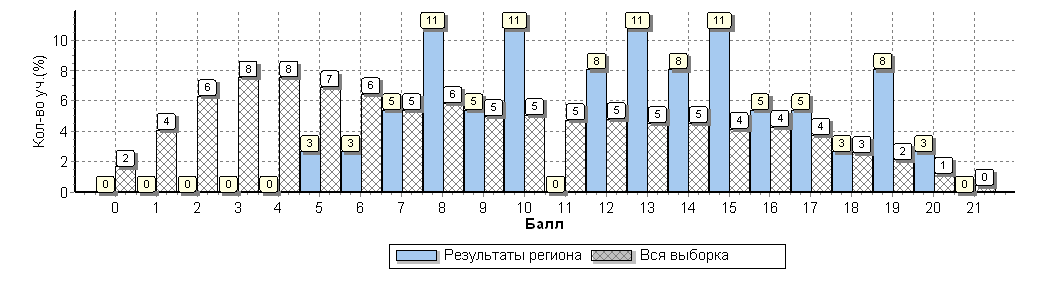 Кол-во уч.(%)
10
8
6
4
2
0
0 2 0 4 0 6 0 8 0 8 3 7 3 6 5 5 11 6 5 5 11 5 0 5 8 5 11 5 8 5 11 4 5 4 5 4 3 3 8 2 3 1 0 0
0 1 2 3 4 5 6 7 8 9 10 11 12 13 14 15 16 17 18 19 20 21
Балл
Результаты региона Вся выборка